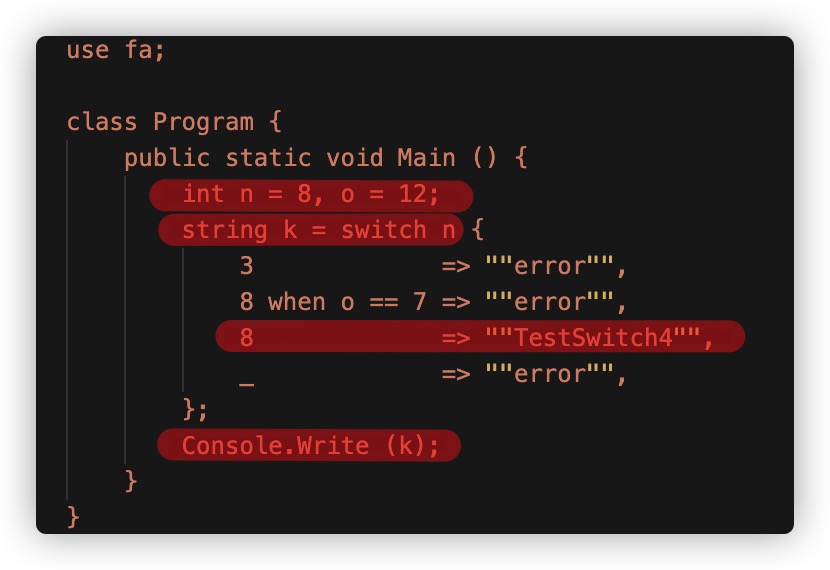 use fa;
class Program {
public static void Main () {
int n = 8, o = 12;
string k = switch n {
3 => ""error"",
8 when o == 7 => ""error"",
8 => ""TestSwitch4"",
_ => ""error"",
};
Console.Write (k);
}
}